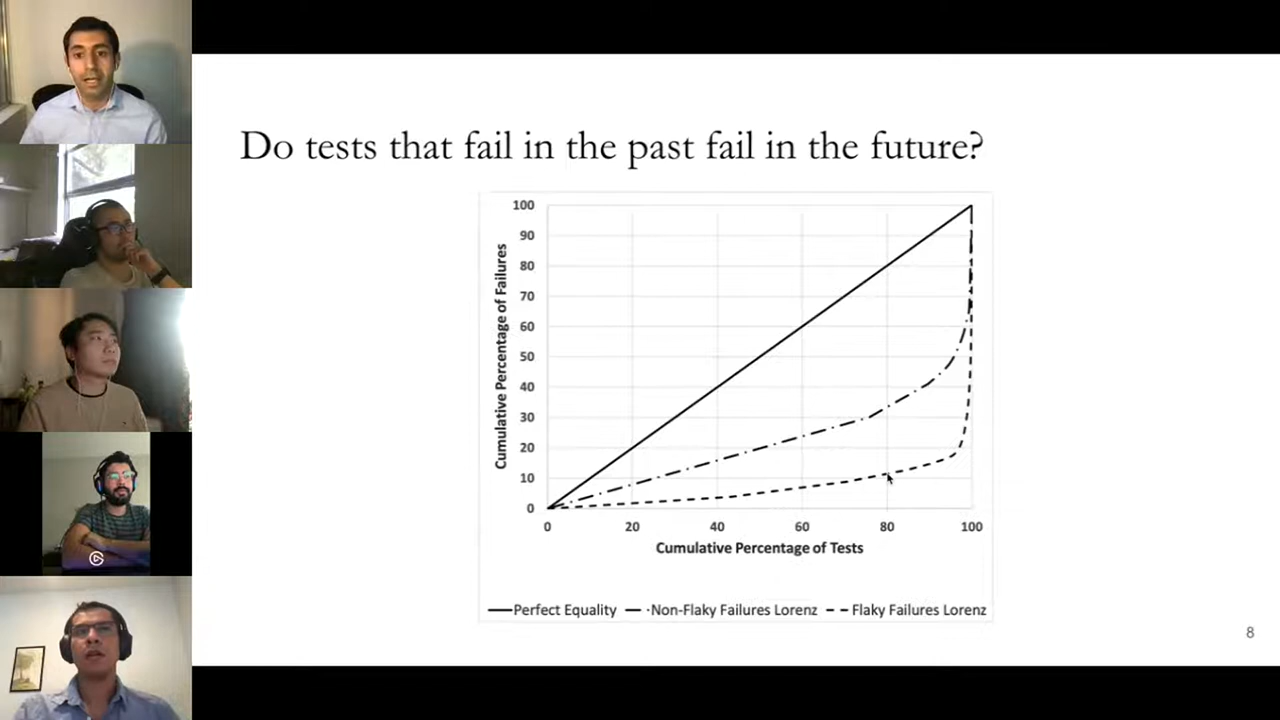 Do tests that fail in the past fail in the future?
Cumulative Percentage of Failures
100
90
80
70
60
50
40
30
20
10
0
0 20 40 60 80 100
Cumulative Percentage of Tests
Perfect Equality Non-Flaky Failures Lorenz Flaky Failures Lorenz
8